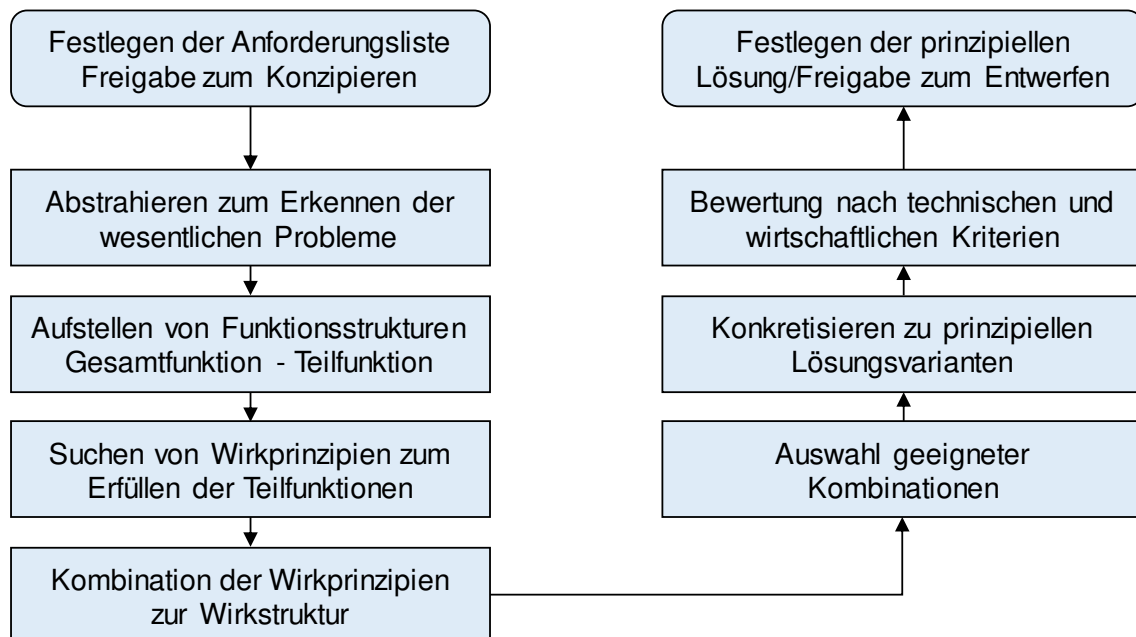 Festlegen der Anforderungsliste
Freigabe zum Konzipieren
Abstrahieren zum Erkennen der
wesentlichen Probleme
Aufstellen von Funktionsstrukturen
Gesamtfunktion - Teilfunktion
Suchen von Wirkprinzipien zum
Erfüllen der Teilfunktionen
Kombination der Wirkprinzipien
zur Wirkstruktur
Auswahl geeigneter
Kombinationen
Konkretisieren zu prinzipiellen
Lösungsvarianten
Bewertung nach technischen und
wirtschaftlichen Kriterien
Festlegen der prinzipiellen
Lösung/Freigabe zum Entwerfen